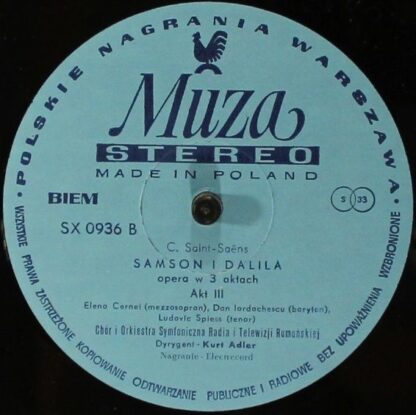 POLSKIE NAGRANIA WARSZAWA
Muza
STEREO
MADE IN POLAND
BIEM
S 33
SX 0936 B
C. Saint-Saëns
SAMSON I DALILA
opera w 3 aktach
Akt III
Elena Cernei (mezzosopran), Dan Iordachescu (baryton),
Ludovic Spiess (tenor)
Chór i Orkiestra Symfoniczna Radia i Telewizji Rumuńskiej
Dyrygent - Kurt Adler
Nagranie - Electrecord
WSZYSTKIE PRAWA ZASTRZEŻONE KOPIOWANIE ODTWARZANIE PUBLICZNE I RADIOWE BEZ UPOWAŻNIENIA WZBRONIONE